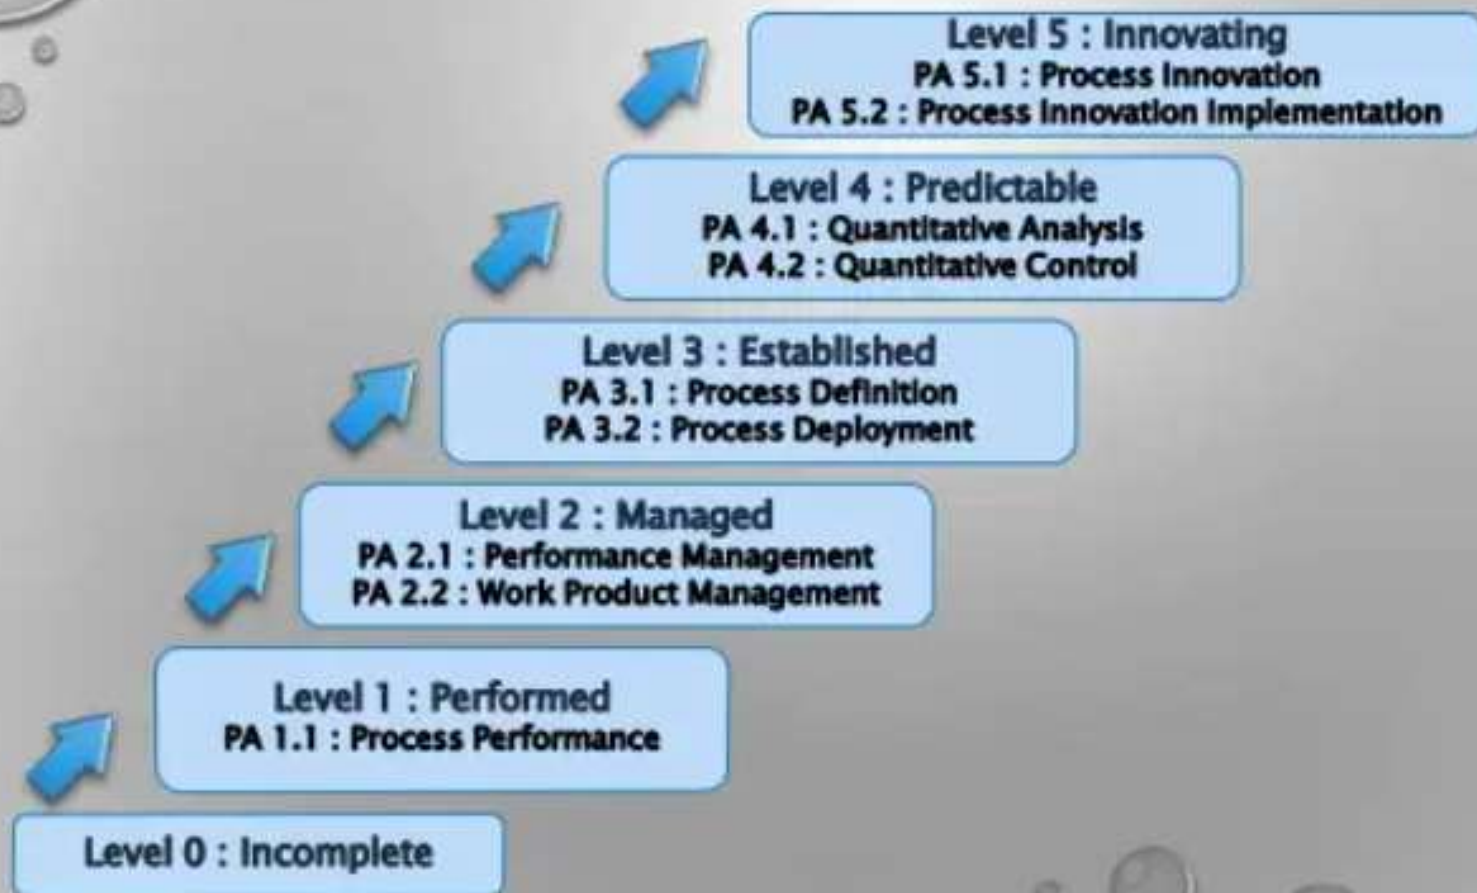 Level 5 : Innovating
PA 5.1 : Process Innovation
PA 5.2 : Process Innovation Implementation
Level 4 : Predictable
PA 4.1 : Quantitative Analysis
PA 4.2 : Quantitative Control
Level 3 : Established
PA 3.1 : Process Definition
PA 3.2 : Process Deployment
Level 2 : Managed
PA 2.1 : Performance Management
PA 2.2 : Work Product Management
Level 1 : Performed
PA 1.1 : Process Performance
Level 0 : Incomplete